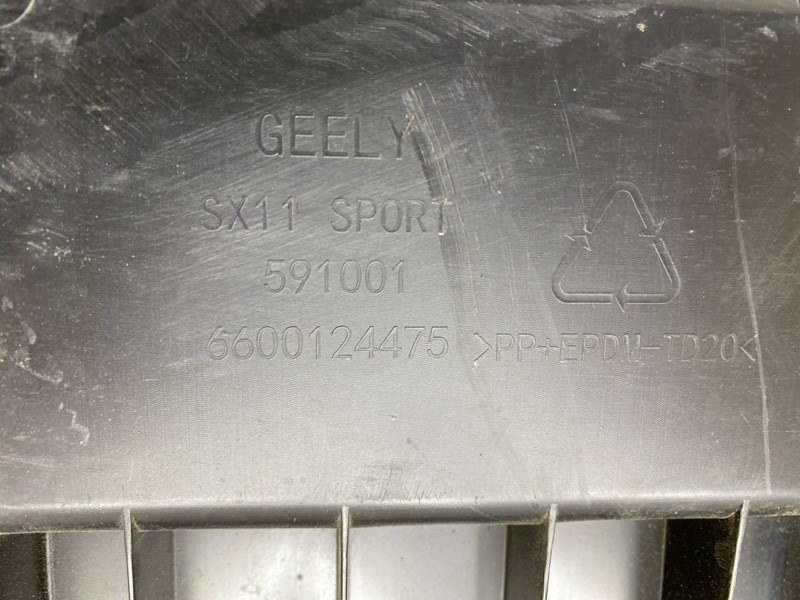 GEELY
SX11 SPORT
591001
6600124475 >PP+EPDM-TD20<